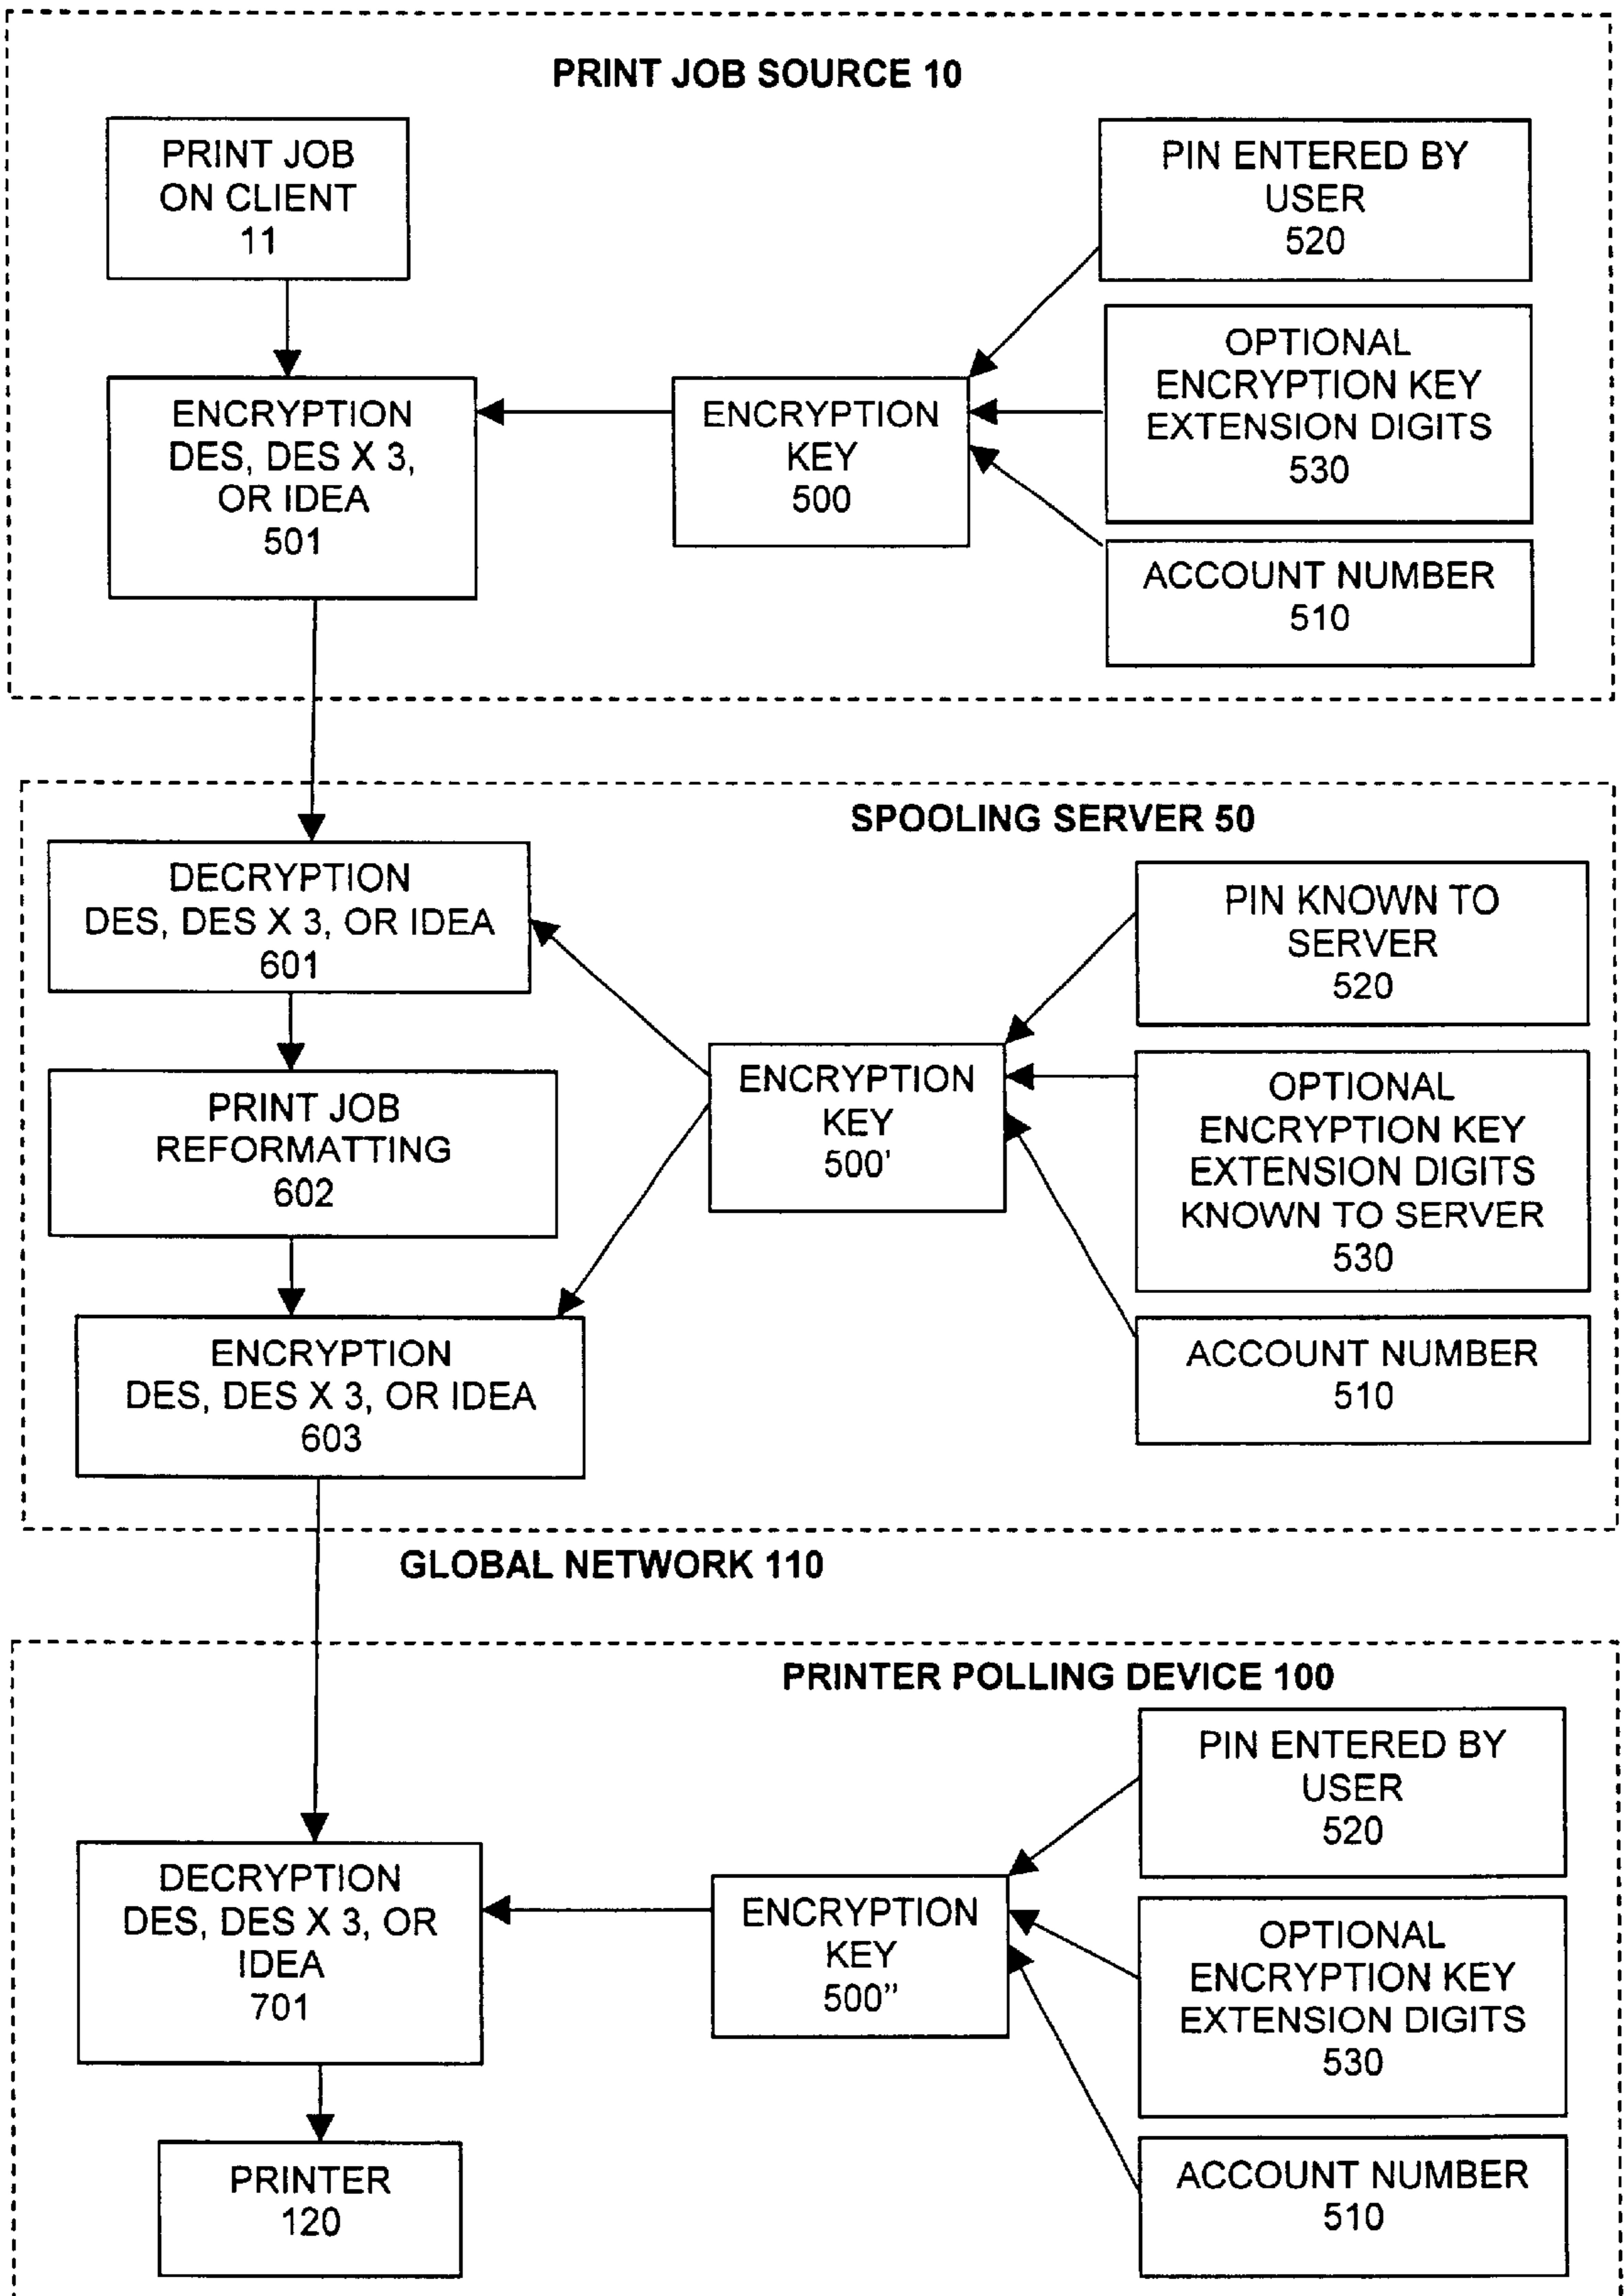 PRINT JOB SOURCE 10
PRINT JOB
ON CLIENT
11
PIN ENTERED BY
USER
520
ENCRYPTION
DES, DES X 3,
OR IDEA
501
ENCRYPTION
KEY
500
OPTIONAL
ENCRYPTION KEY
EXTENSION DIGITS
530
ACCOUNT NUMBER
510
SPOOLING SERVER 50
DECRYPTION
DES, DES X 3, OR IDEA
601
PIN KNOWN TO
SERVER
520
PRINT JOB
REFORMATTING
602
ENCRYPTION
KEY
500'
OPTIONAL
ENCRYPTION KEY
EXTENSION DIGITS
KNOWN TO SERVER
530
ENCRYPTION
DES, DES X 3, OR IDEA
603
ACCOUNT NUMBER
510
GLOBAL NETWORK 110
PRINTER POLLING DEVICE 100
PIN ENTERED BY
USER
520
DECRYPTION
DES, DES X 3, OR
IDEA
701
ENCRYPTION
KEY
500”
OPTIONAL
ENCRYPTION KEY
EXTENSION DIGITS
530
PRINTER
120
ACCOUNT NUMBER
510